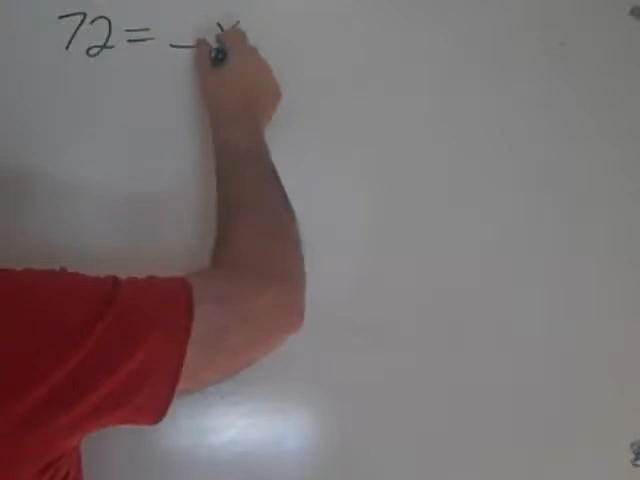 72 = -